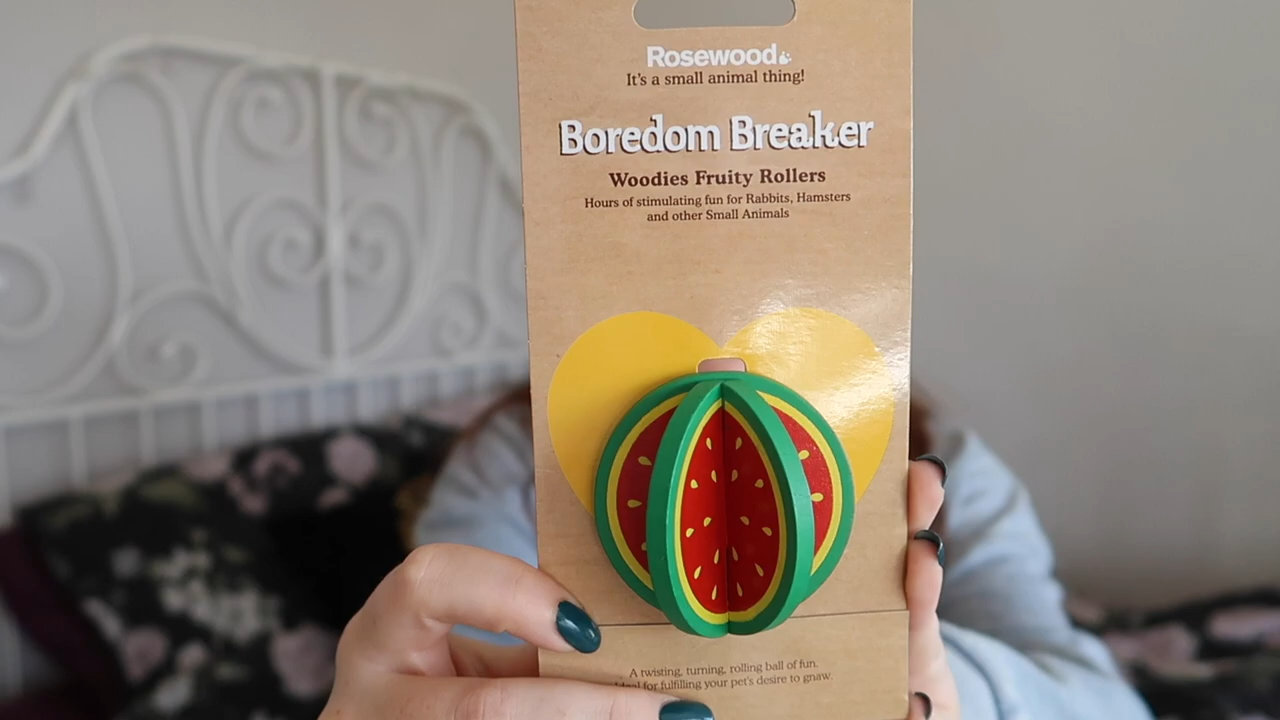 Rosewood
It's a small animal thing!
Boredom Breaker
Woodies Fruity Rollers
Hours of stimulating fun for Rabbits, Hamsters
and other Small Animals
A twisting, turning, rolling ball of fun.
for fulfilling your pet's desire to gnaw.